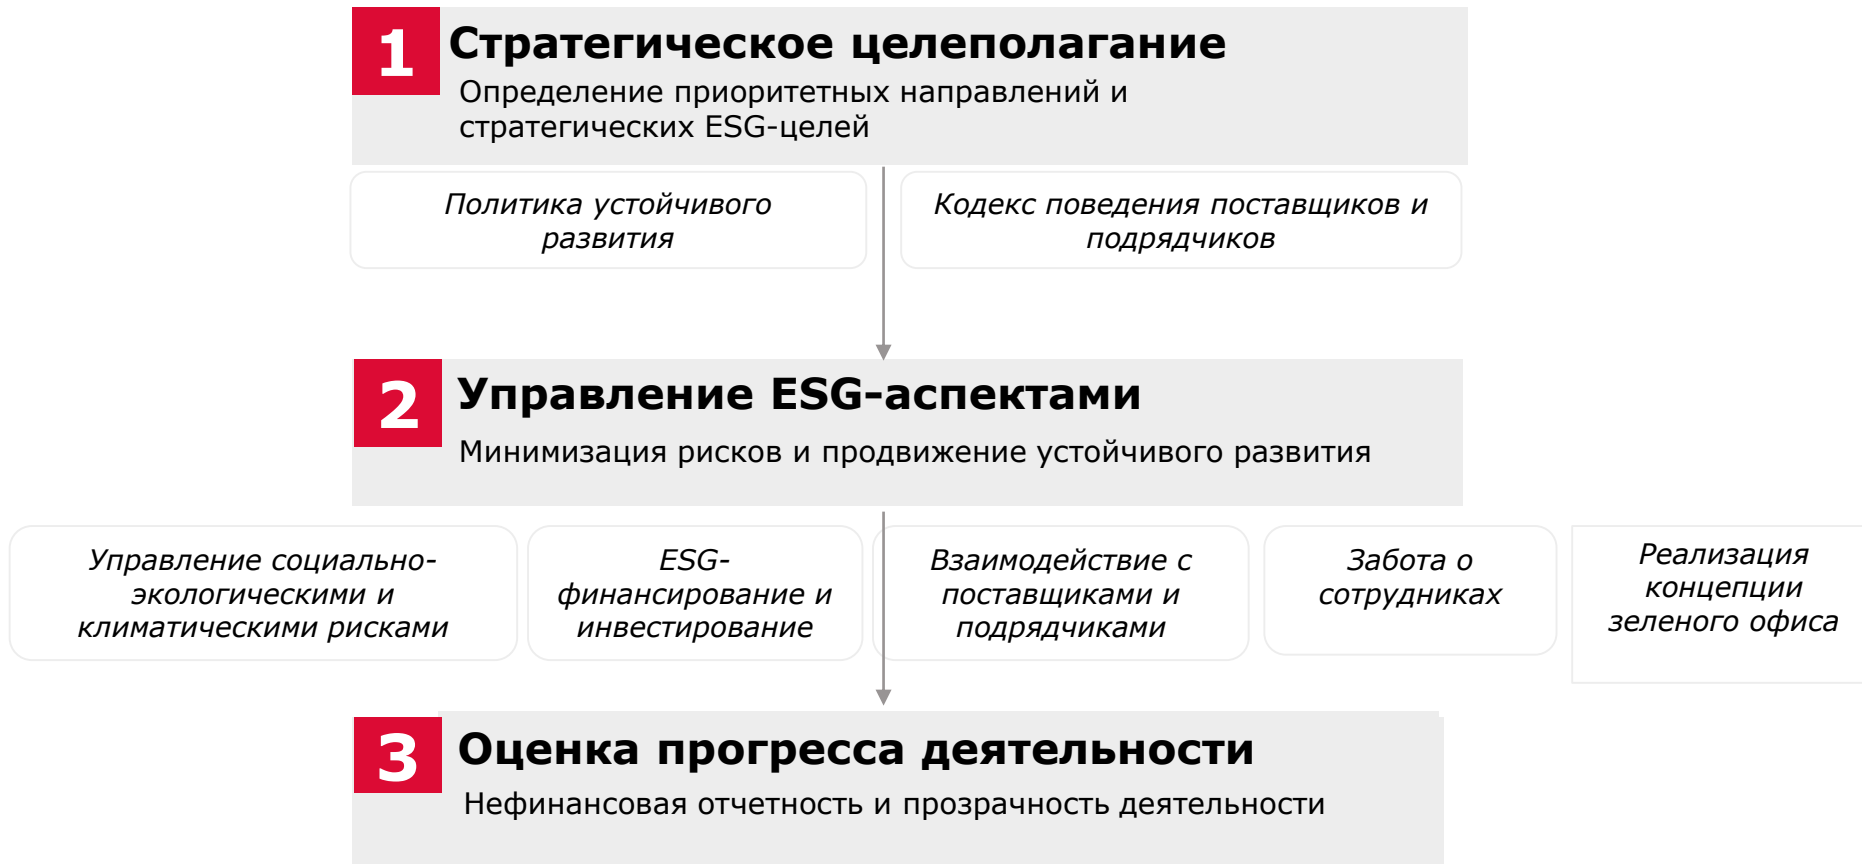 1
Стратегическое целеполагание
Определение приоритетных направлений и
стратегических ESG-целей
Политика устойчивого
развития
Кодекс поведения поставщиков и
подрядчиков
2
Управление ESG-аспектами
Минимизация рисков и продвижение устойчивого развития
Управление социально-
экологическими и
климатическими рисками
ESG-
финансирование и
инвестирование
Взаимодействие с
поставщиками и
подрядчиками
Забота о
сотрудниках
Реализация
концепции
зеленого офиса
3
Оценка прогресса деятельности
Нефинансовая отчетность и прозрачность деятельности